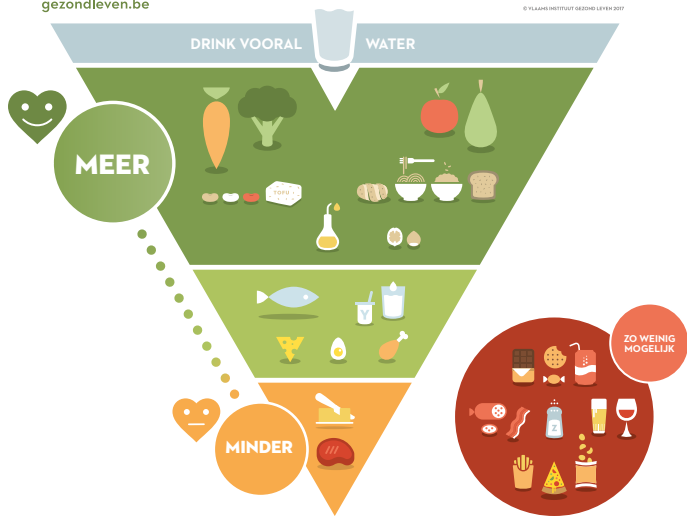 gezondleven.be
© VLAAMS INSTITUUT GEZOND LEVEN 2017
DRINK VOORAL WATER
MEER
TOFU
Y
ZO WEINIG
MOGELIJK
MINDER
Z